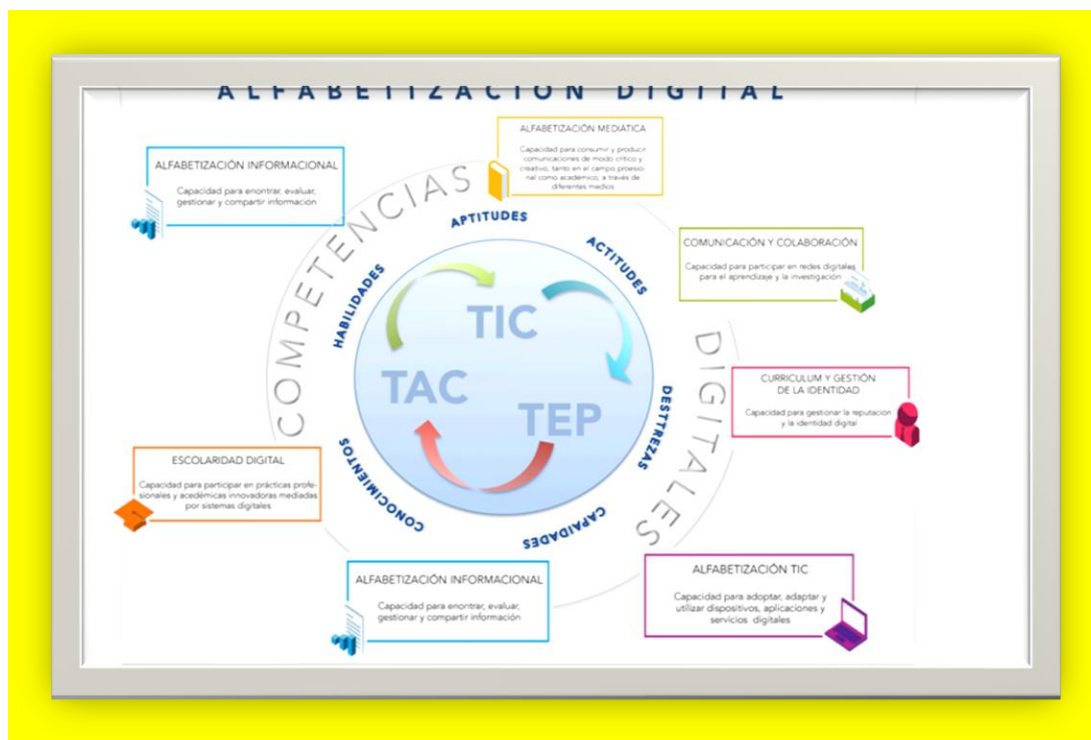 ALFABETIZACIÓN DIGITAL
ALFABETIZACIÓN MEDIÁTICA
Capacidad para consumir y producir
comunicaciones de modo crítico y
creativo, tanto en el campo proesio-
nal como académico, a través de
diferentes medios
ALFABETIZACIÓN INFORMACIONAL
Capacidad para enontrar, evaluar,
gestionar y compartir información
COMPETENCIAS
APTITUDES
ACTITUDES
HABILIDADES
COMUNICACIÓN Y COLABORACIÓN
Capacidad para participar en redes digitales
para el aprendizaje y la investigación
TIC
TAC
TEP
DIGITALES
CURRICULUM Y GESTIÓN
DE LA IDENTIDAD
Capacidad para gestionar la reputación
y la identidad digital
DESTTREZAS
CONOCIMIENTOS
CAPAIDADES
ESCOLARIDAD DIGITAL
Capacidad para participar en prácticas profe-
sionales y acedémicas innovadoras mediadas
por sistemas digitales
ALFABETIZACIÓN INFORMACIONAL
Capacidad para enontrar, evaluar,
gestionar y compartir información
ALFABETIZACIÓN TIC
Capacidad para adoptar, adaptar y
utilizar dispositivos, aplicaciones y
servicios digitales